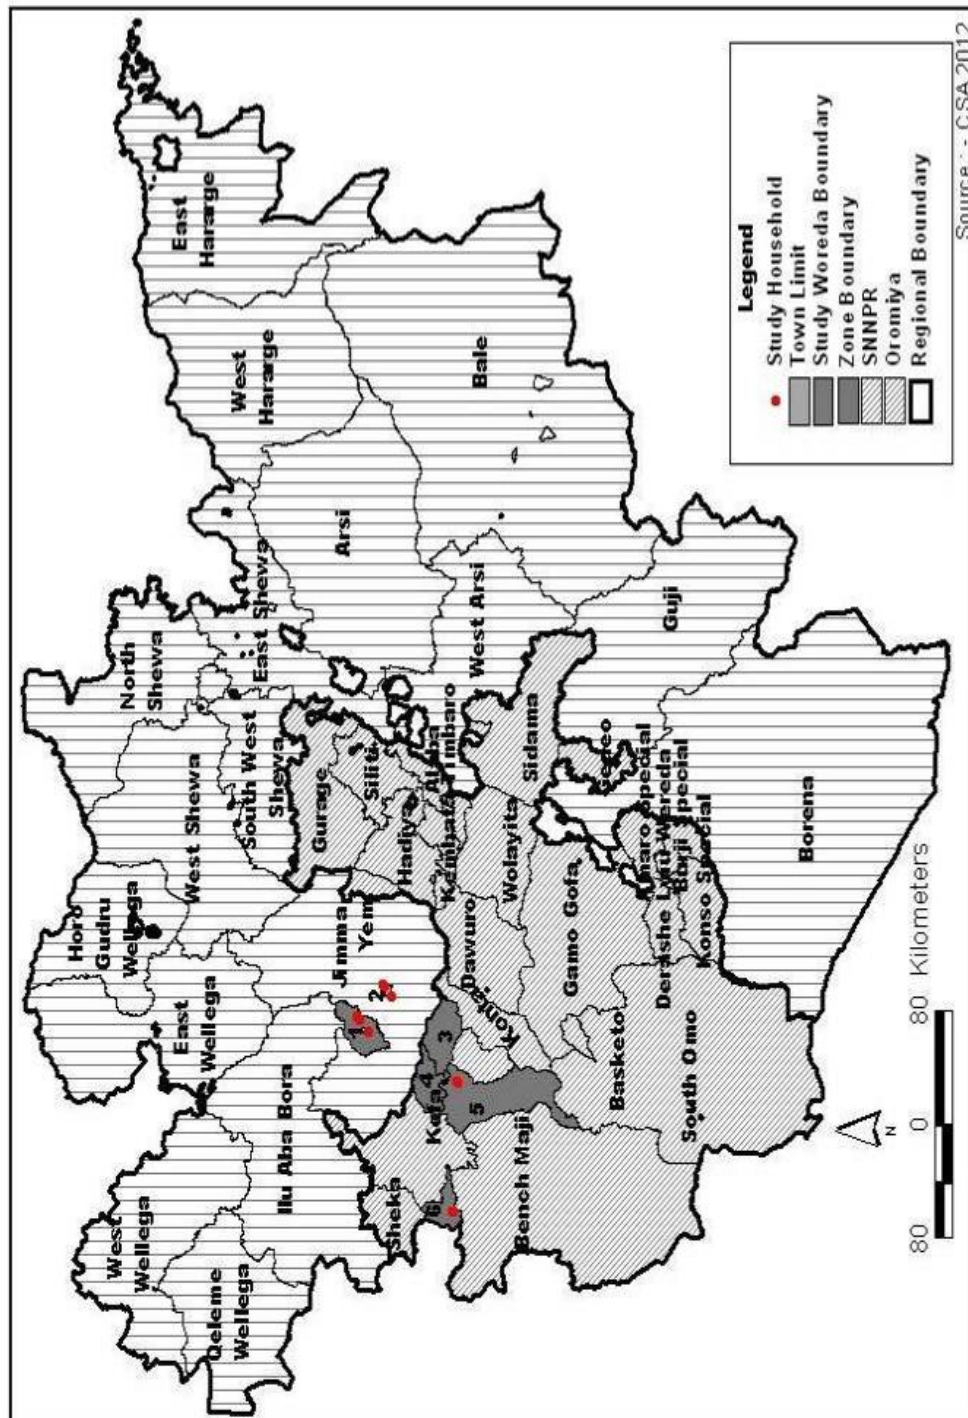 West
Wellega
Qeleme
Wellega
East
Wellega
Horo
Gudru
Wellega
West Shewa
North
Shewa
South West
Shewa
East Shewa
West
Hararge
East
Hararge
Ilu Aba Bora
Jimma
Yem
1
2
Gurage
Siliti
Hadiya
Alaba
Kembata Timbaro
Arsi
West Arsi
Bale
Sheka
Kefa
3
4
5
6
Konta
Dawuro
Wolayita
Sidama
Bench Maji
Basketo
Gamo Gofa
Gedeo
Amaro Special
Derashe Liyu Wereda
Burji Special
Konso Special
South Omo
Guji
Borena
N
80 0 80 Kilometers
Legend
Study Household
Town Limit
Study Woreda Boundary
Zone Boundary
SNNPR
Oromiya
Regional Boundary
Source : - CSA 2012